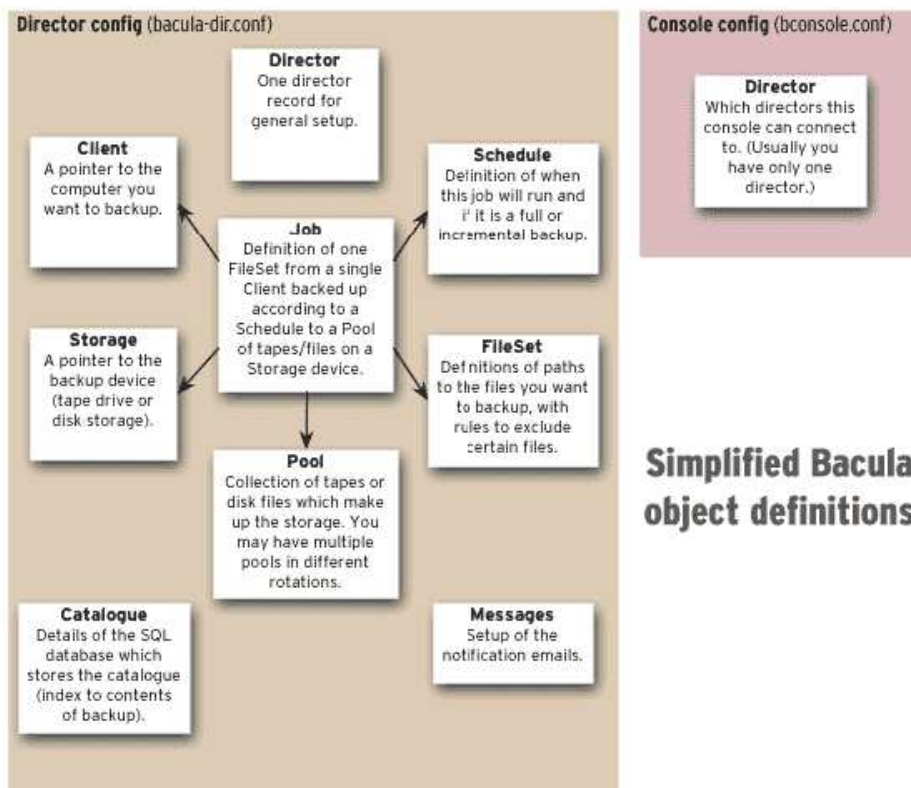 Director config (bacula-dir.conf)
Director
One director
record for
general setup.
Client
A pointer to the
computer you
want to backup.
Schedule
Definition of when
this job will run and
if it is a full or
incremental backup.
Job
Definition of one
FileSet from a single
Client backed up
according to a
Schedule to a Pool
of tapes/files on a
Storage device.
Storage
A pointer to the
backup device
(tape drive or
disk storage).
FileSet
Definitions of paths
to the files you want
to backup, with
rules to exclude
certain files.
Pool
Collection of tapes or
disk files which make
up the storage. You
may have multiple
pools in different
rotations.
Catalogue
Details of the SQL
database which
stores the catalogue
(index to contents
of backup).
Messages
Setup of the
notification emails.
Console config (bconsole.conf)
Director
Which directors this
console can connect
to. (Usually you
have only one
director.)
Simplified Bacula
object definitions